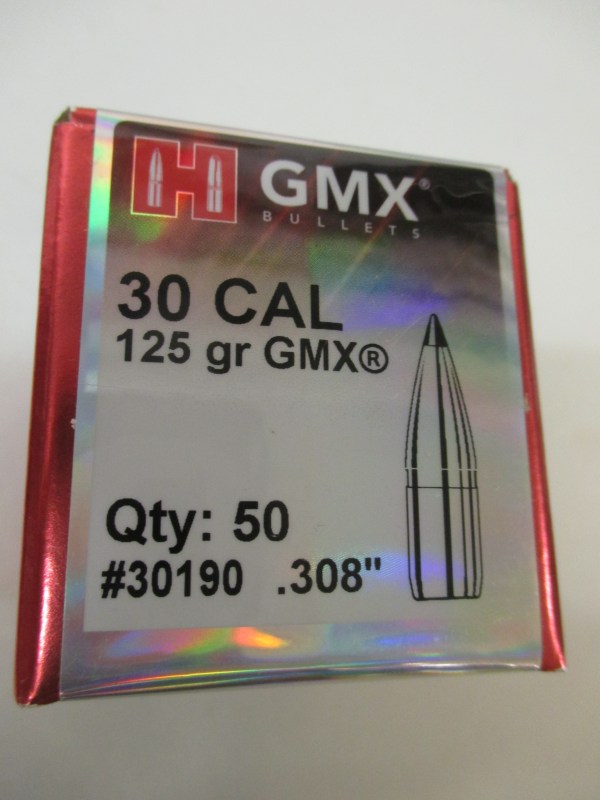 H GMX®
BULLETS
30 CAL
125 gr GMX®
Qty: 50
#30190 .308"